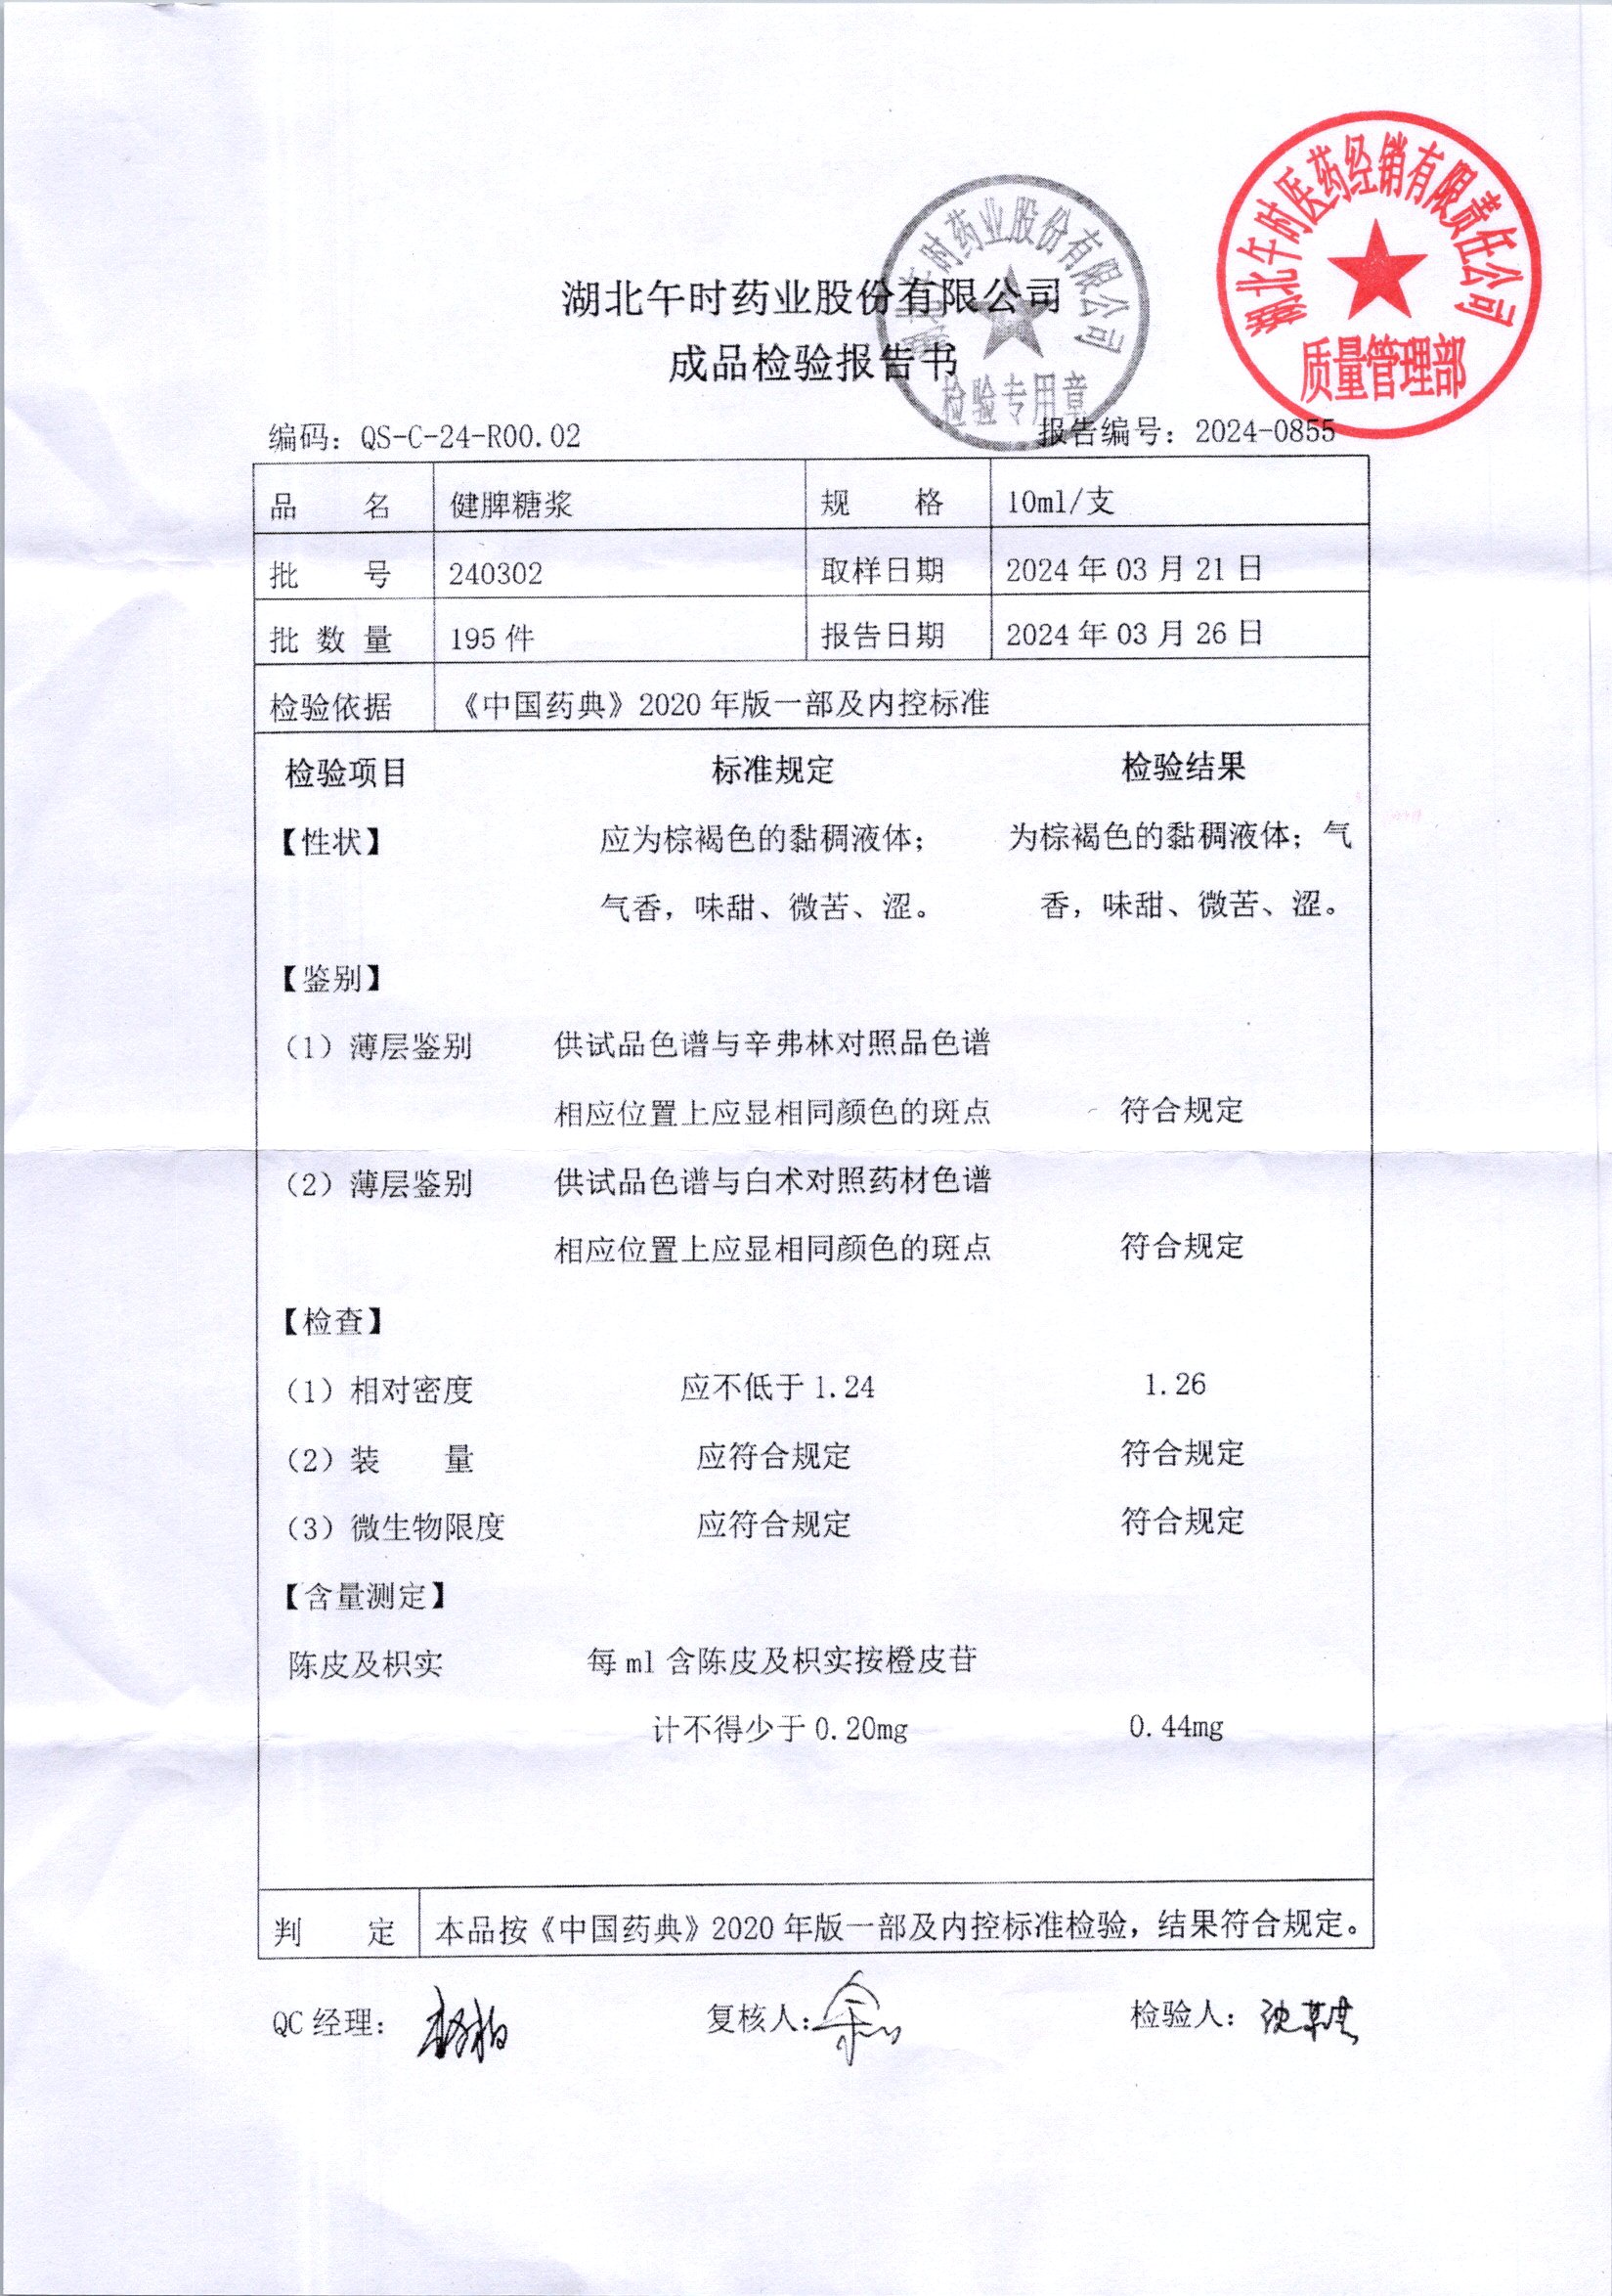 湖北午时医药经销有限责任公司
质量管理部
湖北午时药业股份有限公司
检验专用章
湖北午时药业股份有限公司
成品检验报告书
编码：QS-C-24-R00.02 报告编号：2024-0855
品 名 健脾糖浆 规 格 10ml/支
批 号 240302 取样日期 2024年03月21日
批 数 量 195件 报告日期 2024年03月26日
检验依据 《中国药典》2020年版一部及内控标准
检验项目 标准规定 检验结果
【性状】 应为棕褐色的黏稠液体； 为棕褐色的黏稠液体；气
气香，味甜、微苦、涩。 香，味甜、微苦、涩。
【鉴别】
（1）薄层鉴别 供试品色谱与辛弗林对照品色谱
相应位置上应显相同颜色的斑点 符合规定
（2）薄层鉴别 供试品色谱与白术对照药材色谱
相应位置上应显相同颜色的斑点 符合规定
【检查】
（1）相对密度 应不低于1.24 1.26
（2）装 量 应符合规定 符合规定
（3）微生物限度 应符合规定 符合规定
【含量测定】
陈皮及枳实 每ml含陈皮及枳实按橙皮苷
计不得少于0.20mg 0.44mg
判 定 本品按《中国药典》2020年版一部及内控标准检验，结果符合规定。
QC经理： 复核人： 检验人：